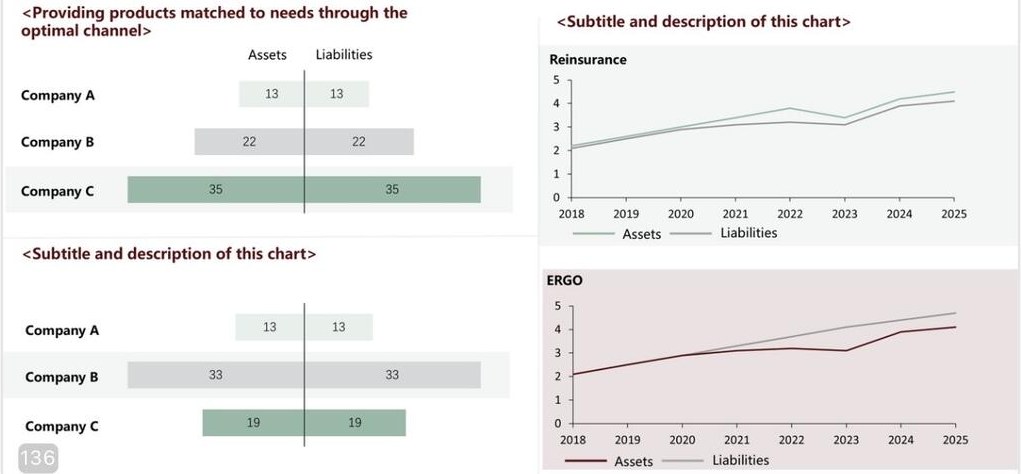 <Providing products matched to needs through the
optimal channel>
Assets Liabilities
Company A 13 13
Company B 22 22
Company C 35 35
<Subtitle and description of this chart>
Company A 13 13
Company B 33 33
Company C 19 19
136
<Subtitle and description of this chart>
Reinsurance
5
4
3
2
1
0
2018 2019 2020 2021 2022 2023 2024 2025
Assets Liabilities
ERGO
5
4
3
2
1
0
2018 2019 2020 2021 2022 2023 2024 2025
Assets Liabilities